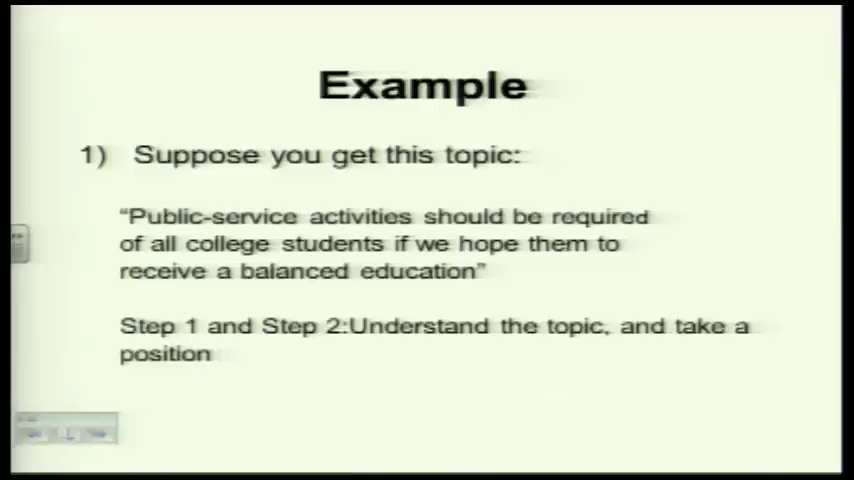 Example
1) Suppose you get this topic:
“Public-service activities should be required
of all college students if we hope them to
receive a balanced education”
Step 1 and Step 2:Understand the topic, and take a
position